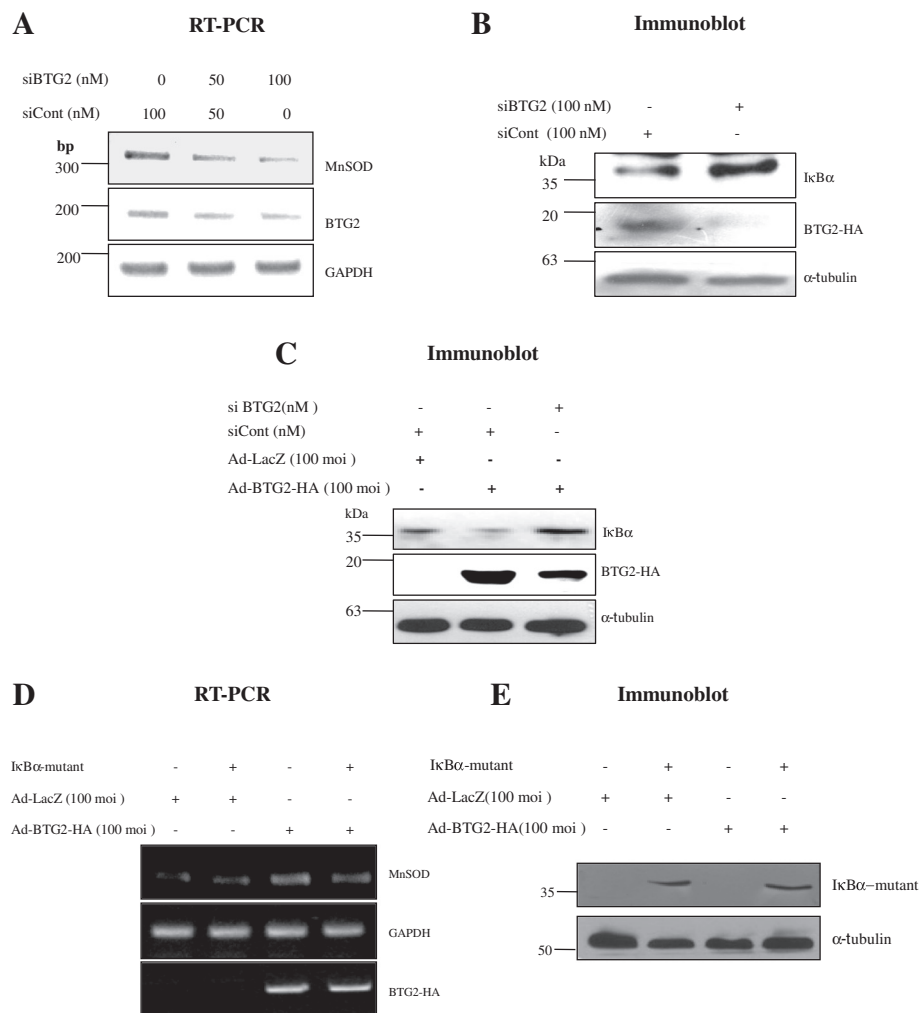 A
RT-PCR
siBTG2 (nM) 0 50 100
siCont (nM) 100 50 0
bp
300
MnSOD
200
BTG2
200
GAPDH
B
Immunoblot
siBTG2 (100 nM) - +
siCont (100 nM) + -
kDa
35
IκBα
20
BTG2-HA
63
α-tubulin
C
Immunoblot
si BTG2(nM ) - - +
siCont (nM) + + -
Ad-LacZ (100 moi ) + - -
Ad-BTG2-HA (100 moi ) - + +
kDa
35
IκBα
20
BTG2-HA
63
α-tubulin
D
RT-PCR
IκBα-mutant - + - +
Ad-LacZ (100 moi ) + + - -
Ad-BTG2-HA (100 moi ) - - + +
MnSOD
GAPDH
BTG2-HA
E
Immunoblot
IκBα-mutant - + - +
Ad-LacZ(100 moi ) + + - -
Ad-BTG2-HA(100 moi ) - - + +
35
IκBα−mutant
50
α-tubulin